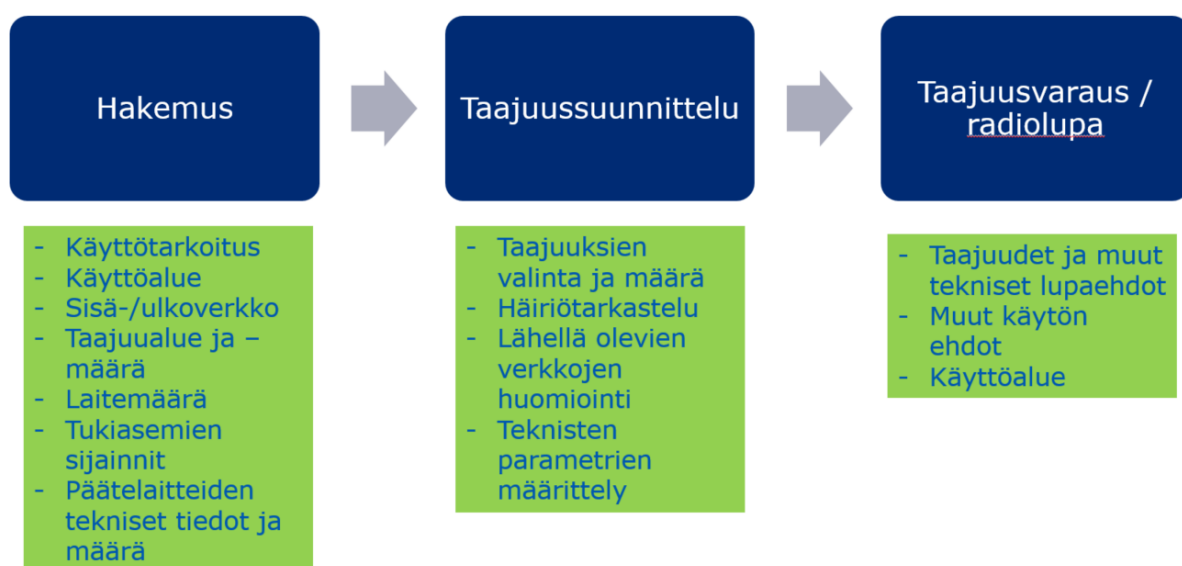 Hakemus
Taajuussuunnittelu
Taajuusvaraus /
radiolupa
- Käyttötarkoitus
- Käyttöalue
- Sisä-/ulkoverkko
- Taajuualue ja –
määrä
- Laitemäärä
- Tukiasemien
sijainnit
- Päätelaitteiden
tekniset tiedot ja
määrä
- Taajuuksien
valinta ja määrä
- Häiriötarkastelu
- Lähellä olevien
verkkojen
huomiointi
- Teknisten
parametrien
määrittely
- Taajuudet ja muut
tekniset lupaehdot
- Muut käytön
ehdot
- Käyttöalue